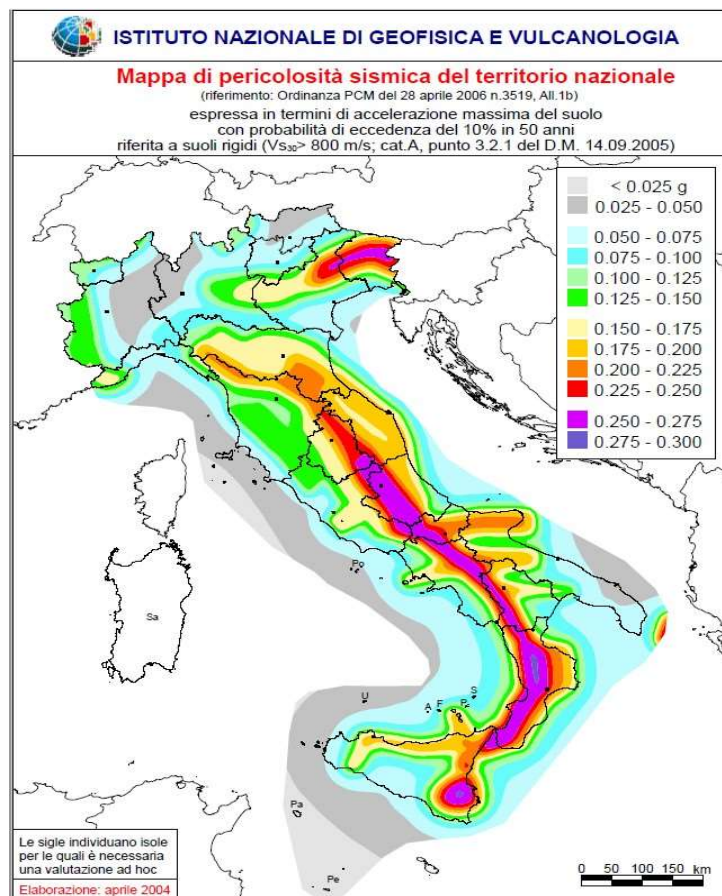 ISTITUTO NAZIONALE DI GEOFISICA E VULCANOLOGIA
Mappa di pericolosità sismica del territorio nazionale
(riferimento: Ordinanza PCM del 28 aprile 2006 n.3519, All.1b)
espressa in termini di accelerazione massima del suolo
con probabilità di eccedenza del 10% in 50 anni
riferita a suoli rigidi (Vs30> 800 m/s; cat.A, punto 3.2.1 del D.M. 14.09.2005)
< 0.025 g
0.025 - 0.050
0.050 - 0.075
0.075 - 0.100
0.100 - 0.125
0.125 - 0.150
0.150 - 0.175
0.175 - 0.200
0.200 - 0.225
0.225 - 0.250
0.250 - 0.275
0.275 - 0.300
Po
Sa
U
A
F
P
S
Pa
Pe
Le sigle individuano isole
per le quali è necessaria
una valutazione ad hoc
Elaborazione: aprile 2004
0 50 100 150
km